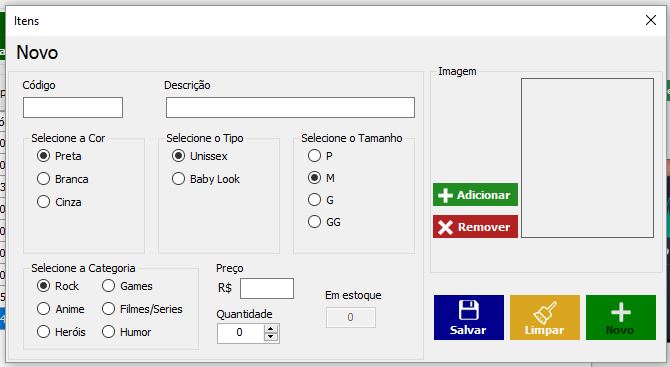 Itens
Novo
Código
Descrição
Imagem
Selecione a Cor
Preta
Branca
Cinza
Selecione o Tipo
Unissex
Baby Look
Selecione o Tamanho
P
M
G
GG
Adicionar
Remover
Selecione a Categoria
Rock
Games
Anime
Filmes/Series
Heróis
Humor
Preço
R$
Quantidade
0
Em estoque
0
Salvar
Limpar
Novo